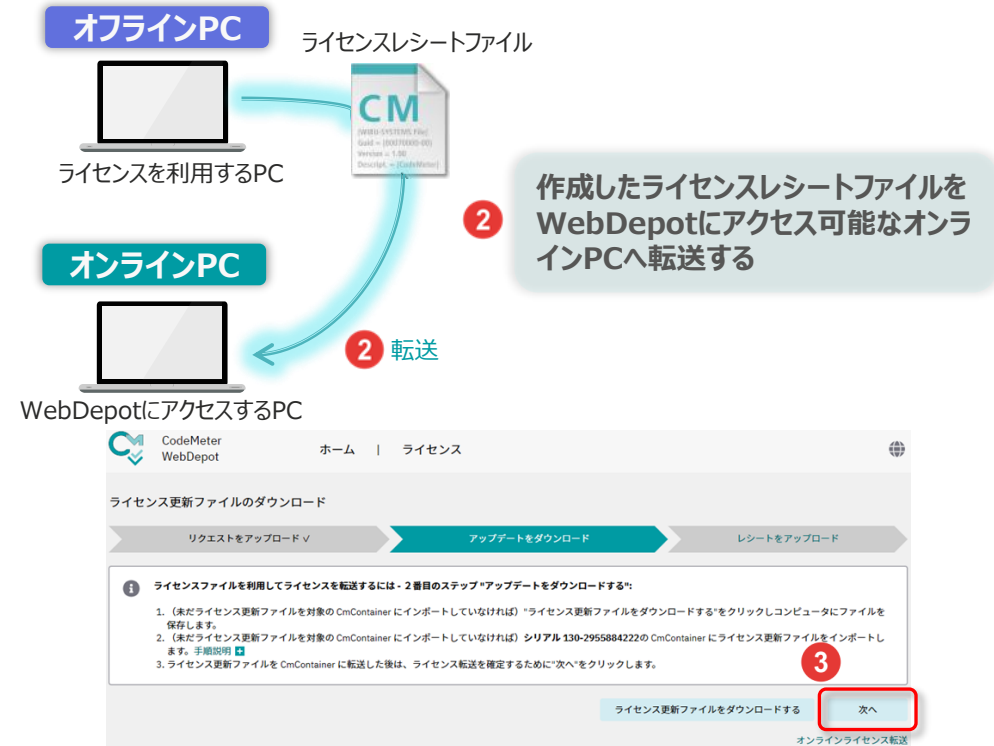 オフラインPC
ライセンスレシートファイル
CM
[WIBU-SYSTEMS File]
Guid = {00070000-00}
Version = 1.00
Descript. = [CodeMeter]
ライセンスを利用するPC
2
作成したライセンスレシートファイルを
WebDepotにアクセス可能なオンラ
インPCへ転送する
オンラインPC
2 転送
WebDepotにアクセスするPC
CodeMeter
WebDepot
ホーム | ライセンス
ライセンス更新ファイルのダウンロード
リクエストをアップロード √
アップデートをダウンロード
レシートをアップロード
ライセンスファイルを利用してライセンスを転送するには - 2 番目のステップ "アップデートをダウンロードする":
1. （未だライセンス更新ファイルを対象の CmContainer にインポートしていなければ）"ライセンス更新ファイルをダウンロードする"をクリックしコンピュータにファイルを
保存します。
2. （未だライセンス更新ファイルを対象の CmContainer にインポートしていなければ）シリアル 130-2955884222の CmContainer にライセンス更新ファイルをインポートし
ます。手順説明 +
3. ライセンス更新ファイルを CmContainer に転送した後は、ライセンス転送を確定するために"次へ"をクリックします。
3
ライセンス更新ファイルをダウンロードする
次へ
オンラインライセンス転送